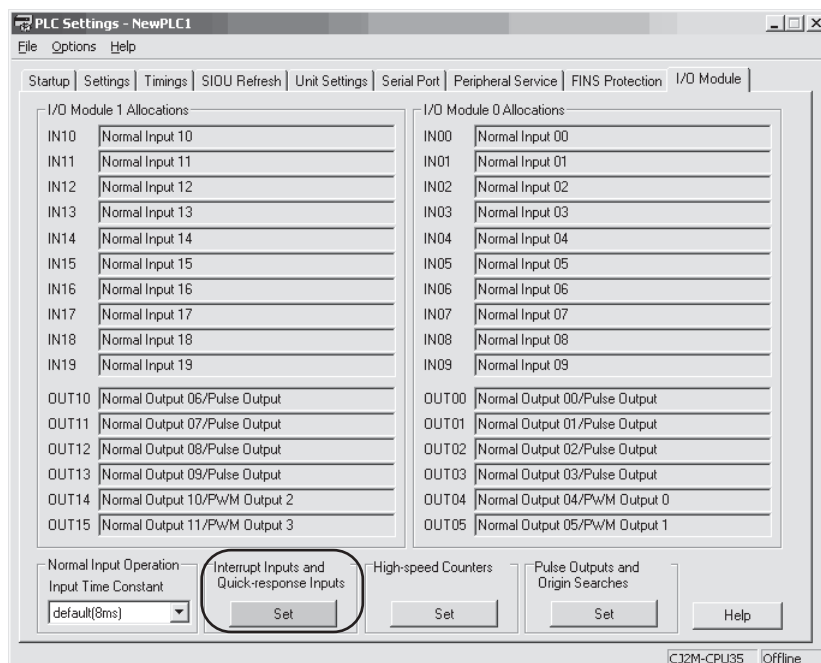 PLC Settings - NewPLC1
File Options Help
Startup Settings Timings SIOU Refresh Unit Settings Serial Port Peripheral Service FINS Protection I/O Module
I/O Module 1 Allocations
IN10 Normal Input 10
IN11 Normal Input 11
IN12 Normal Input 12
IN13 Normal Input 13
IN14 Normal Input 14
IN15 Normal Input 15
IN16 Normal Input 16
IN17 Normal Input 17
IN18 Normal Input 18
IN19 Normal Input 19
OUT10 Normal Output 06/Pulse Output
OUT11 Normal Output 07/Pulse Output
OUT12 Normal Output 08/Pulse Output
OUT13 Normal Output 09/Pulse Output
OUT14 Normal Output 10/PWM Output 2
OUT15 Normal Output 11/PWM Output 3
I/O Module 0 Allocations
IN00 Normal Input 00
IN01 Normal Input 01
IN02 Normal Input 02
IN03 Normal Input 03
IN04 Normal Input 04
IN05 Normal Input 05
IN06 Normal Input 06
IN07 Normal Input 07
IN08 Normal Input 08
IN09 Normal Input 09
OUT00 Normal Output 00/Pulse Output
OUT01 Normal Output 01/Pulse Output
OUT02 Normal Output 02/Pulse Output
OUT03 Normal Output 03/Pulse Output
OUT04 Normal Output 04/PWM Output 0
OUT05 Normal Output 05/PWM Output 1
Normal Input Operation
Input Time Constant
default(8ms)
Interrupt Inputs and
Quick-response Inputs
Set
High-speed Counters
Set
Pulse Outputs and
Origin Searches
Set
Help
CJ2M-CPU35 Offline